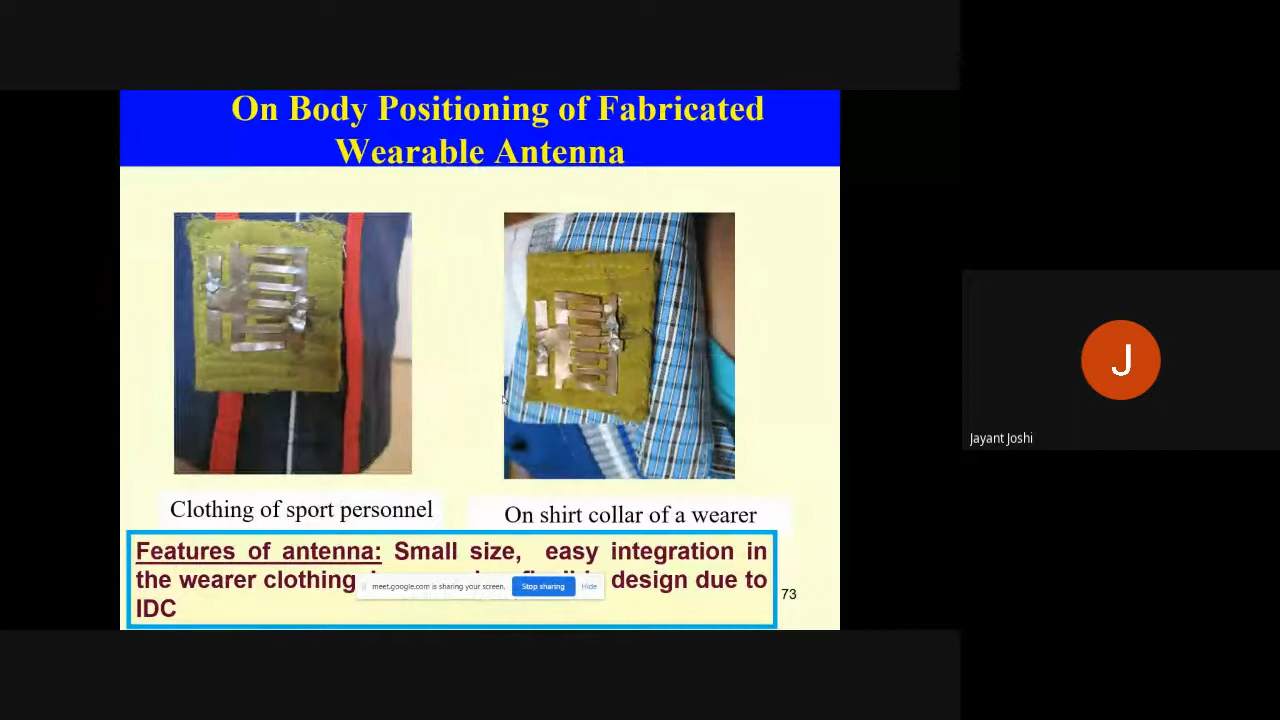 On Body Positioning of Fabricated
Wearable Antenna
Clothing of sport personnel
On shirt collar of a wearer
Features of antenna: Small size, easy integration in
the wearer clothing design due to
IDC
meet.google.com is sharing your screen. Stop sharing Hide
73
J
Jayant Joshi